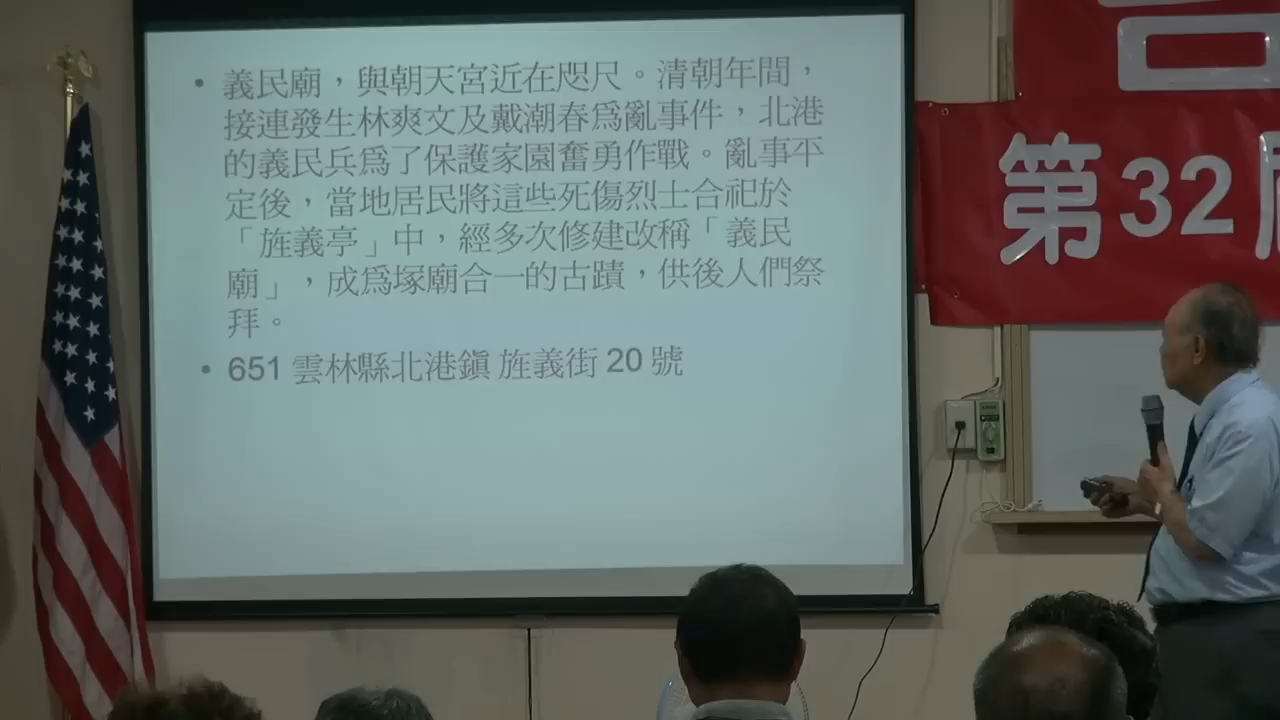 • 義民廟，與朝天宮近在咫尺。清朝年間，
接連發生林爽文及戴潮春為亂事件，北港
的義民兵為了保護家園奮勇作戰。亂事平
定後，當地居民將這些死傷烈士合祀於
「旌義亭」中，經多次修建改稱「義民
廟」，成為塚廟合一的古蹟，供後人們祭
拜。
• 651 雲林縣北港鎮 旌義街 20 號
第32屆